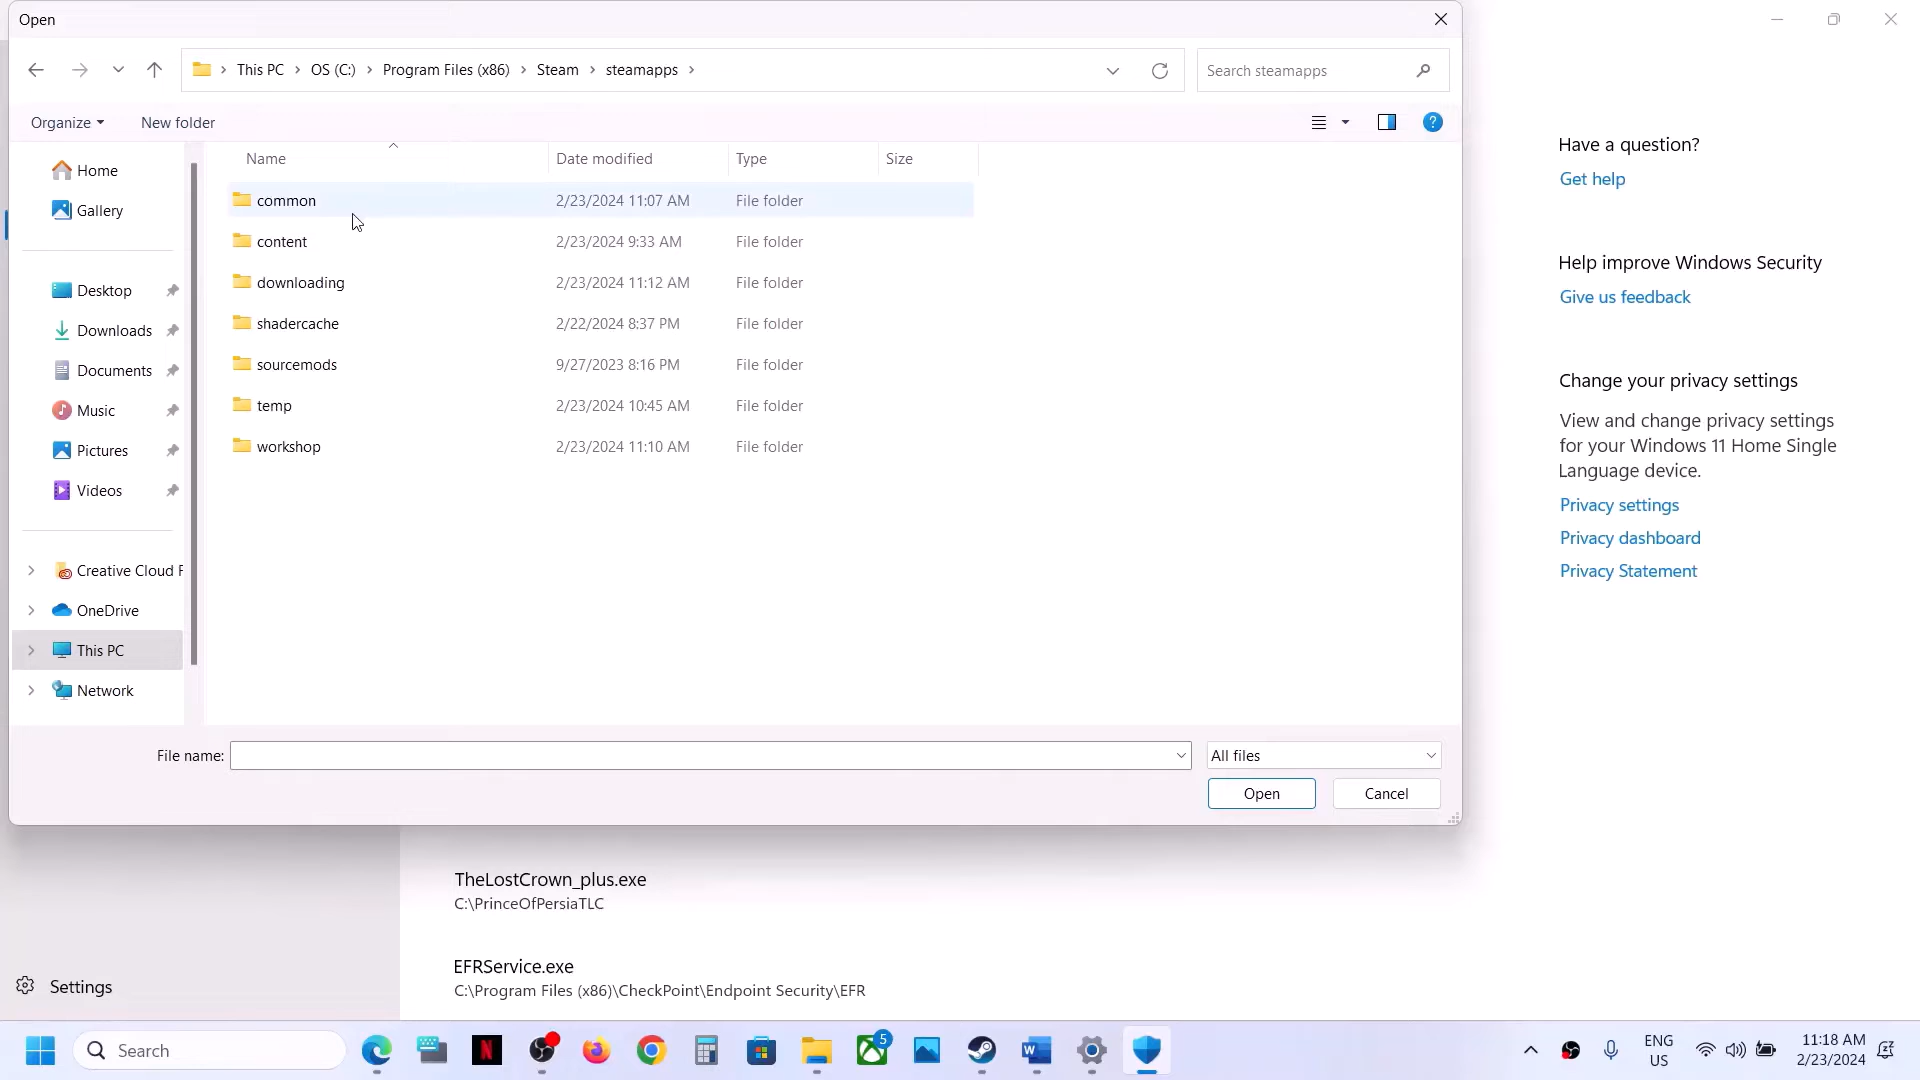 Open
This PC > OS (C:) > Program Files (x86) > Steam > steamapps >
Search steamapps
Organize
New folder
Name
Date modified
Type
Size
Home
Gallery
Desktop
Downloads
Documents
Music
Pictures
Videos
Creative Cloud F
OneDrive
This PC
Network
common 2/23/2024 11:07 AM File folder
content 2/23/2024 9:33 AM File folder
downloading 2/23/2024 11:12 AM File folder
shadercache 2/22/2024 8:37 PM File folder
sourcemods 9/27/2023 8:16 PM File folder
temp 2/23/2024 10:45 AM File folder
workshop 2/23/2024 11:10 AM File folder
File name:
All files
Open
Cancel
Have a question?
Get help
Help improve Windows Security
Give us feedback
Change your privacy settings
View and change privacy settings
for your Windows 11 Home Single
Language device.
Privacy settings
Privacy dashboard
Privacy Statement
TheLostCrown_plus.exe
C:\PrinceOfPersiaTLC
EFRService.exe
C:\Program Files (x86)\CheckPoint\Endpoint Security\EFR
Settings
Search
5
ENG
US
11:18 AM
2/23/2024